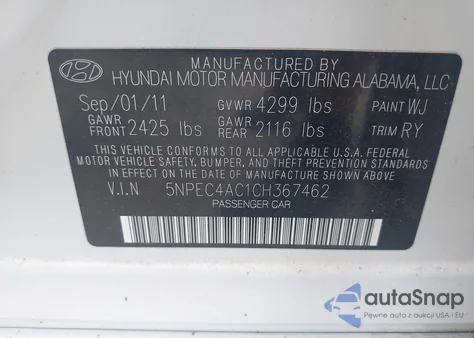 MANUFACTURED BY
HYUNDAI MOTOR MANUFACTURING ALABAMA, LLC
Sep/01/11 GVWR 4299 lbs PAINT WJ
GAWR FRONT 2425 lbs GAWR REAR 2116 lbs TRIM RY
THIS VEHICLE CONFORMS TO ALL APPLICABLE U.S.A. FEDERAL
MOTOR VEHICLE SAFETY, BUMPER, AND THEFT PREVENTION
STANDARDS IN EFFECT ON THE DATE OF MANUFACTURE SHOWN ABOVE.
V.I.N 5NPEC4AC1CH367462
PASSENGER CAR
autoSnap
Pewne auta z USA i EU